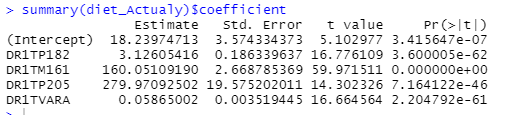 > summary(diet_Actualy)$coefficient
Estimate Std. Error t value Pr(>|t|)
(Intercept) 18.23974713 3.574334373 5.102977 3.415647e-07
DR1TP182 3.12605416 0.186339637 16.776109 3.600005e-62
DR1TM161 160.05109190 2.668785369 59.971511 0.000000e+00
DR1TP205 279.97092502 19.575202011 14.302326 7.164122e-46
DR1TVARA 0.05865002 0.003519445 16.664564 2.204792e-61
>